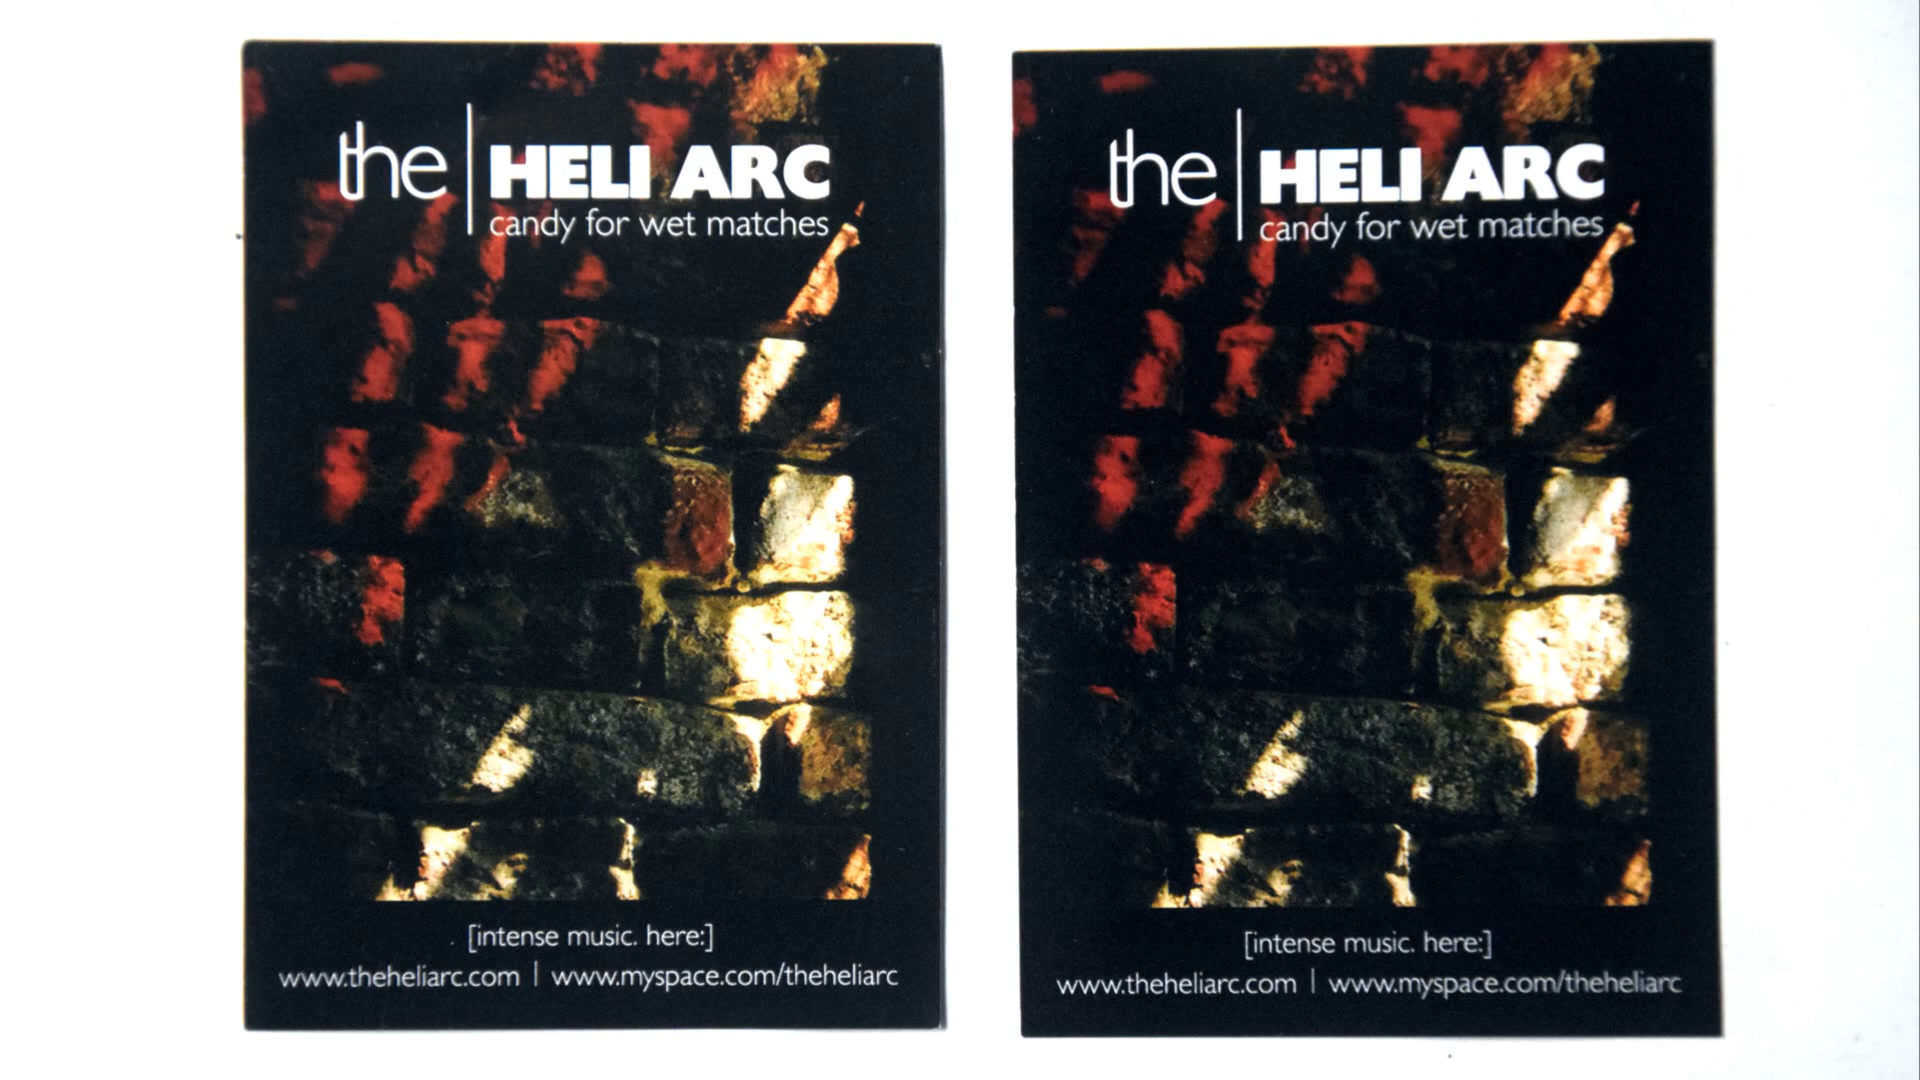 the HELI ARC
candy for wet matches
[intense music. here:]
www.theheliarc.com | www.myspace.com/theheliarc
the HELI ARC
candy for wet matches
[intense music. here:]
www.theheliarc.com | www.myspace.com/theheliarc